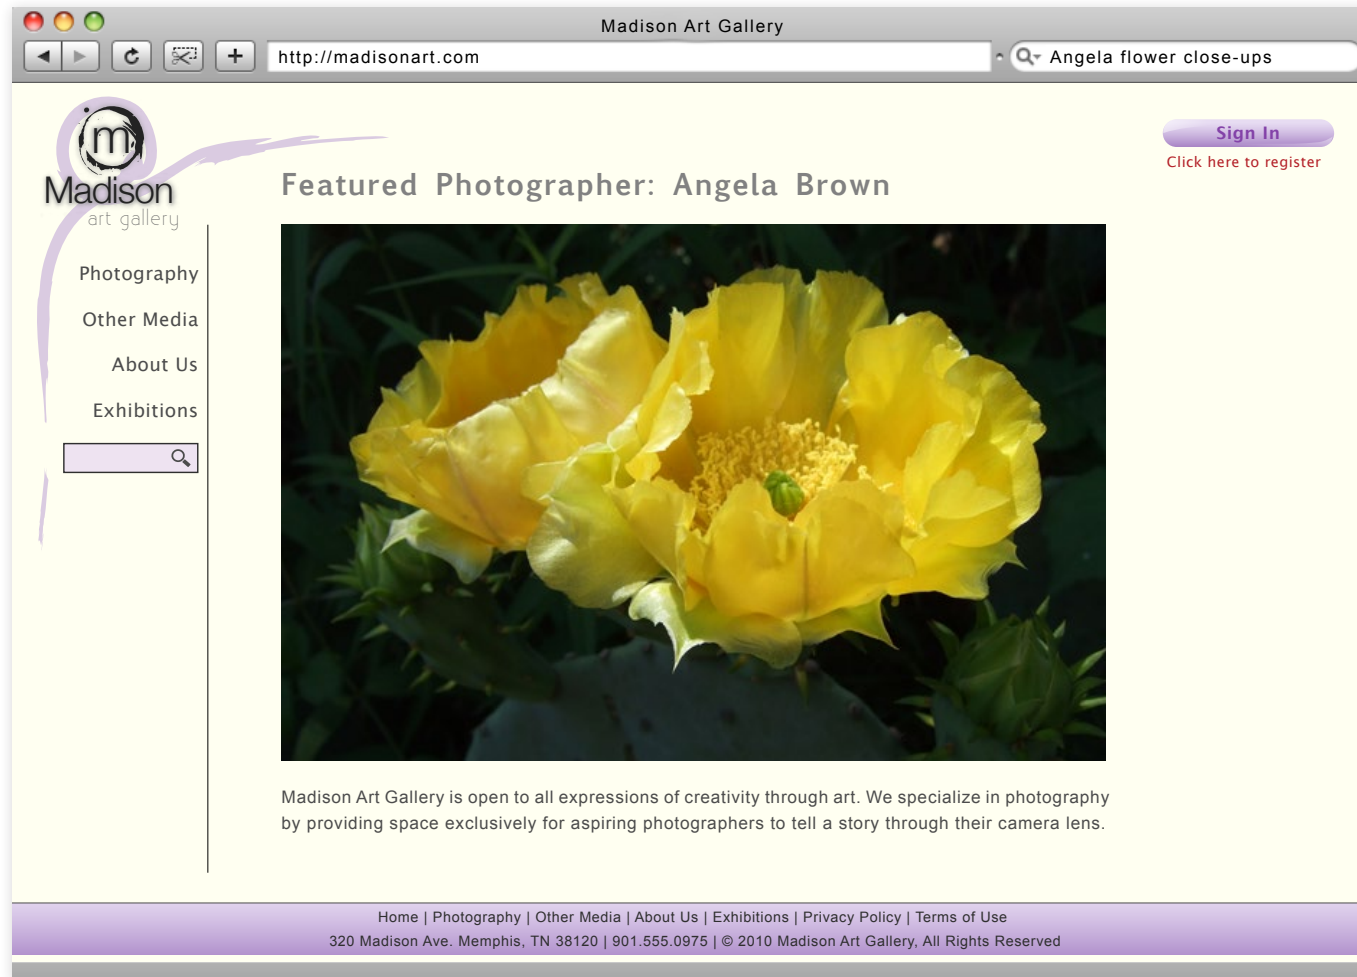 Madison Art Gallery
http://madisonart.com
Angela flower close-ups
m
Madison
art gallery
Sign In
Click here to register
Featured Photographer: Angela Brown
Photography
Other Media
About Us
Exhibitions
Madison Art Gallery is open to all expressions of creativity through art. We specialize in photography
by providing space exclusively for aspiring photographers to tell a story through their camera lens.
Home | Photography | Other Media | About Us | Exhibitions | Privacy Policy | Terms of Use
320 Madison Ave. Memphis, TN 38120 | 901.555.0975 | © 2010 Madison Art Gallery, All Rights Reserved